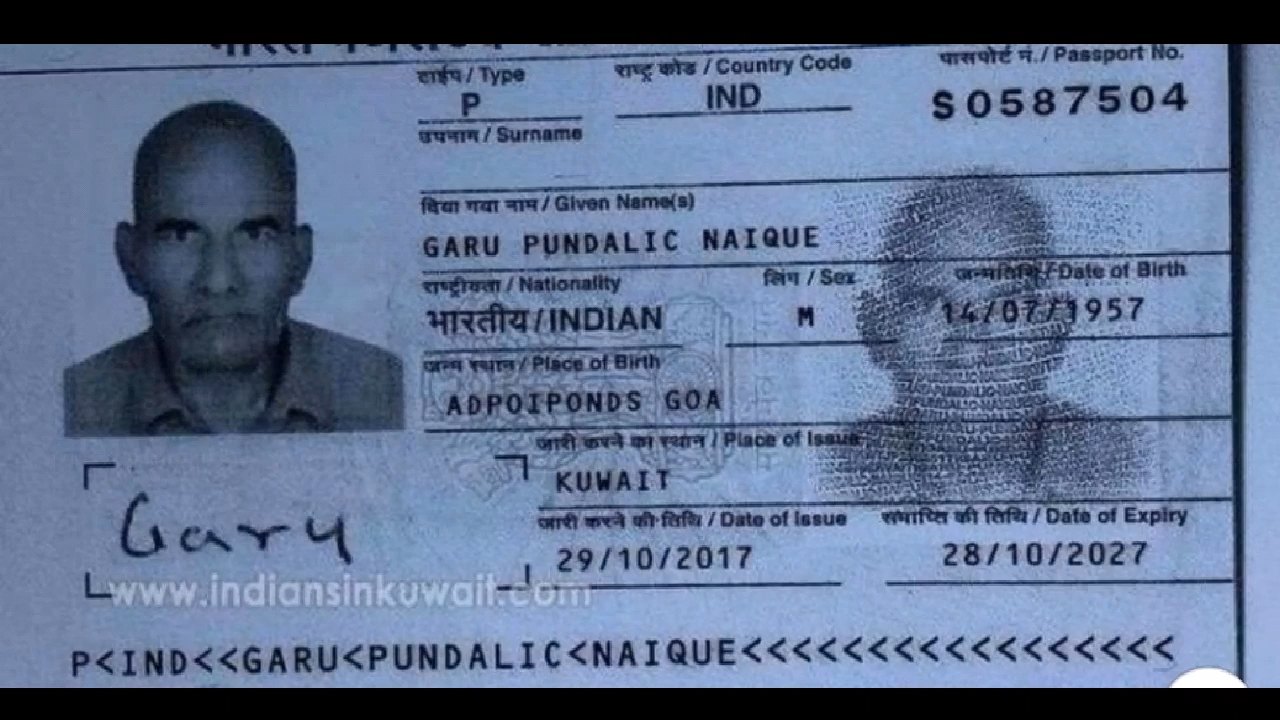 टाईप / Type
राष्ट्र कोड / Country Code
पासपोर्ट नं. / Passport No.
P
IND
S0587504
उपनाम / Surname
दिया गया नाम / Given Name(s)
GARU PUNDALIC NAIQUE
राष्ट्रीयता / Nationality
लिंग / Sex
जन्मतिथि / Date of Birth
भारतीय/INDIAN
M
14/07/1957
जन्म स्थान / Place of Birth
ADPOIPONDS GOA
जारी करने का स्थान / Place of Issue
KUWAIT
जारी करने की तिथि / Date of Issue
समाप्ति की तिथि / Date of Expiry
29/10/2017
28/10/2027
www.indiansinkuwait.com
P<IND<<GARU<PUNDALIC<NAIQUE<<<<<<<<<<<<<<<<<